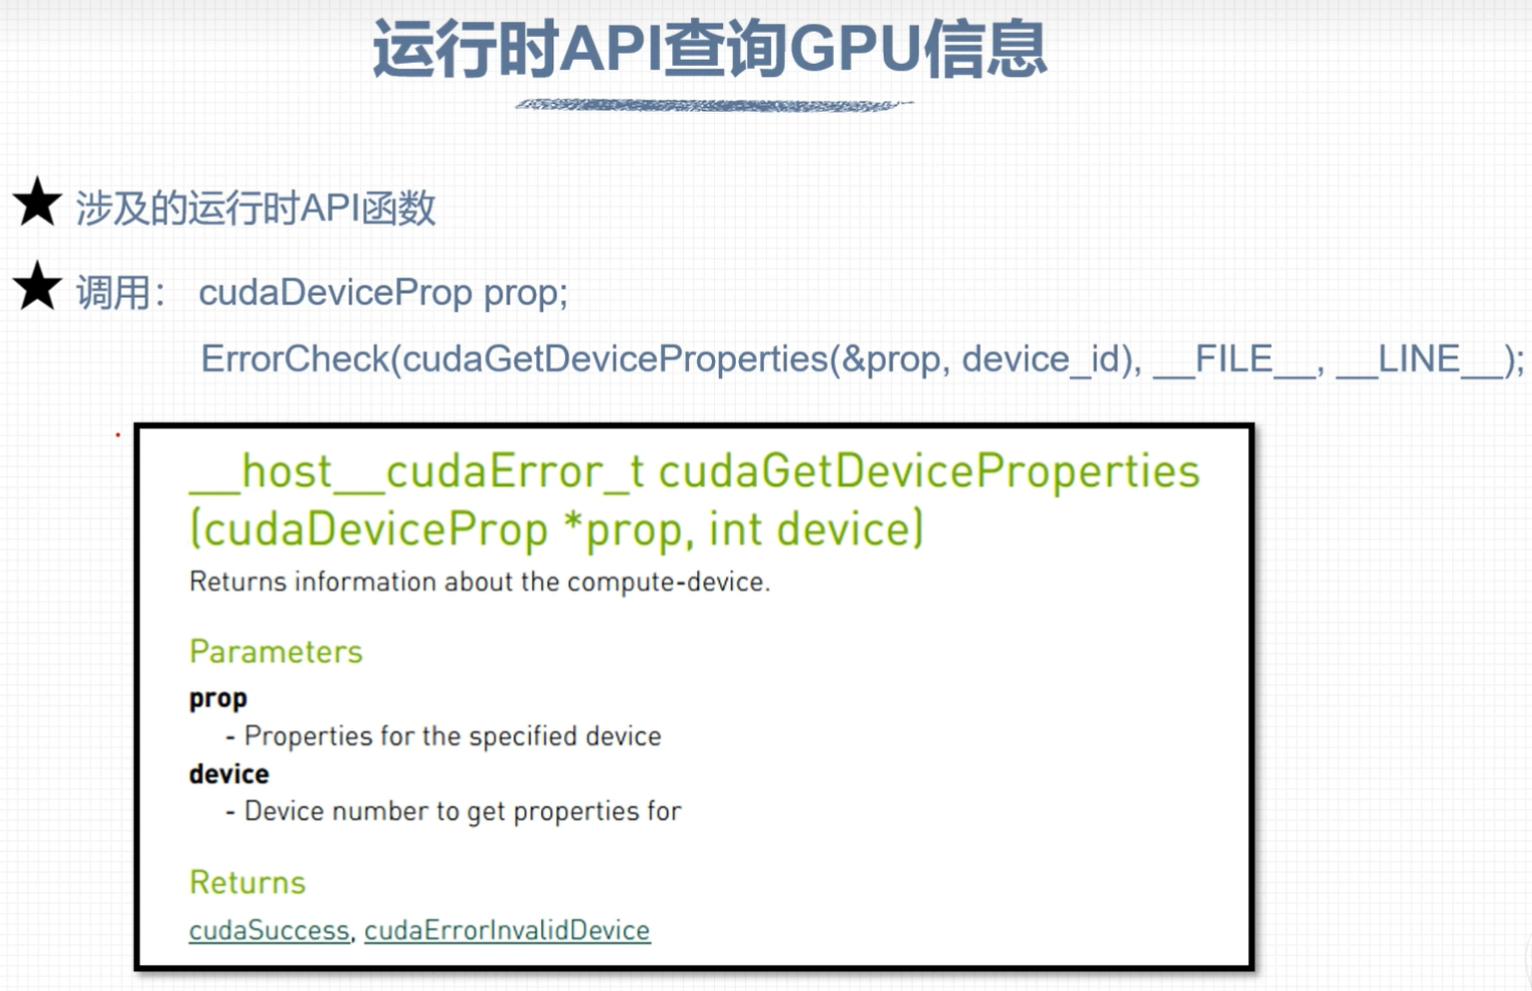 运行时API查询GPU信息
★ 涉及的运行时API函数
★ 调用： cudaDeviceProp prop;
ErrorCheck(cudaGetDeviceProperties(&prop, device_id), __FILE__, __LINE__);
__host__cudaError_t cudaGetDeviceProperties
(cudaDeviceProp *prop, int device)
Returns information about the compute-device.
Parameters
prop
- Properties for the specified device
device
- Device number to get properties for
Returns
cudaSuccess, cudaErrorInvalidDevice